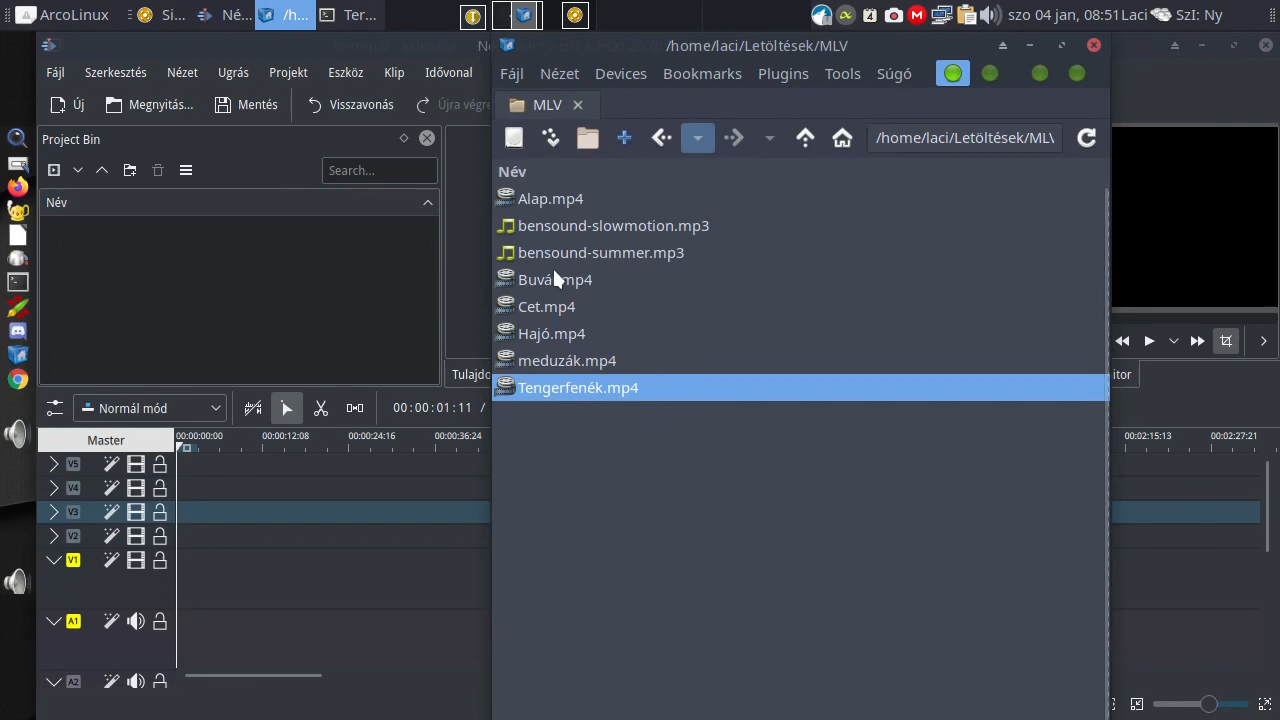 ArcoLinux
Si...
Né...
/h...
Ter...
4
szo 04 jan, 08:51
Laci
SzI: Ny
/home/laci/Letöltések/MLV
Fájl
Szerkesztés
Nézet
Ugrás
Projekt
Eszköz
Klip
Idővonal
Fájl
Nézet
Devices
Bookmarks
Plugins
Tools
Súgó
Új
Megnyitás...
Mentés
Visszavonás
Újra végre
MLV
/home/laci/Letöltések/ML
Project Bin
Search...
Név
Név
Alap.mp4
bensound-slowmotion.mp3
bensound-summer.mp3
Cet.mp4
Hajó.mp4
meduzák.mp4
Tengerfenék.mp4
Tulajdo
itor
Normál mód
00:00:01:11 /
Master
00:00:00:00
00:00:12:08
00:00:24:16
00:00:36:24
00:02:15:13
00:02:27:21
V5
V4
V3
V2
V1
A1
A2